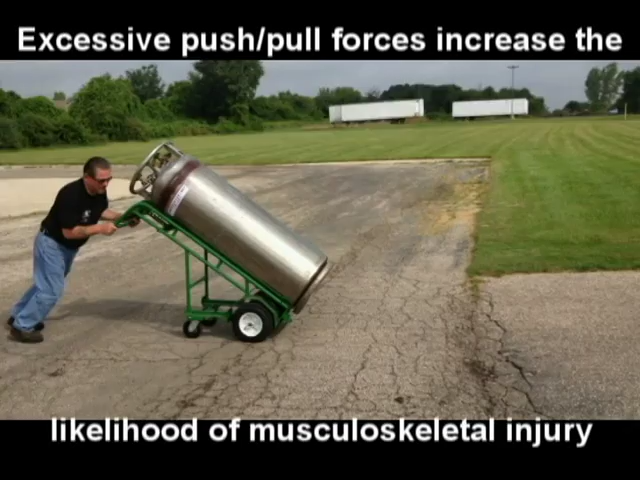 Excessive push/pull forces increase the
likelihood of musculoskeletal injury